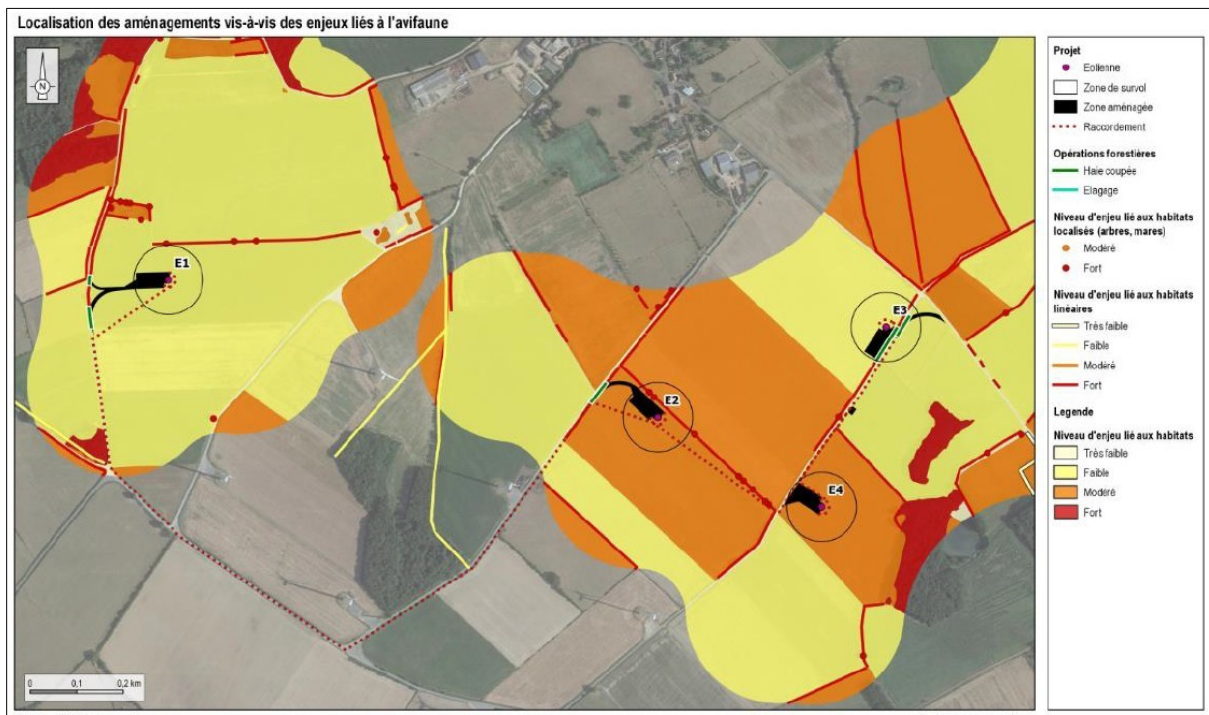 Localisation des aménagements vis-à-vis des enjeux liés à l'avifaune
N
E1
E2
E3
E4
0 0,1 0,2 km
Projet
Eolienne
Zone de survol
Zone aménagée
Raccordement
Opérations forestières
Haie coupée
Elagage
Niveau d'enjeu lié aux habitats
localisés (arbres, mares)
Modéré
Fort
Niveau d'enjeu lié aux habitats
linéaires
Très faible
Faible
Modéré
Fort
Legende
Niveau d'enjeu lié aux habitats
Très faible
Faible
Modéré
Fort